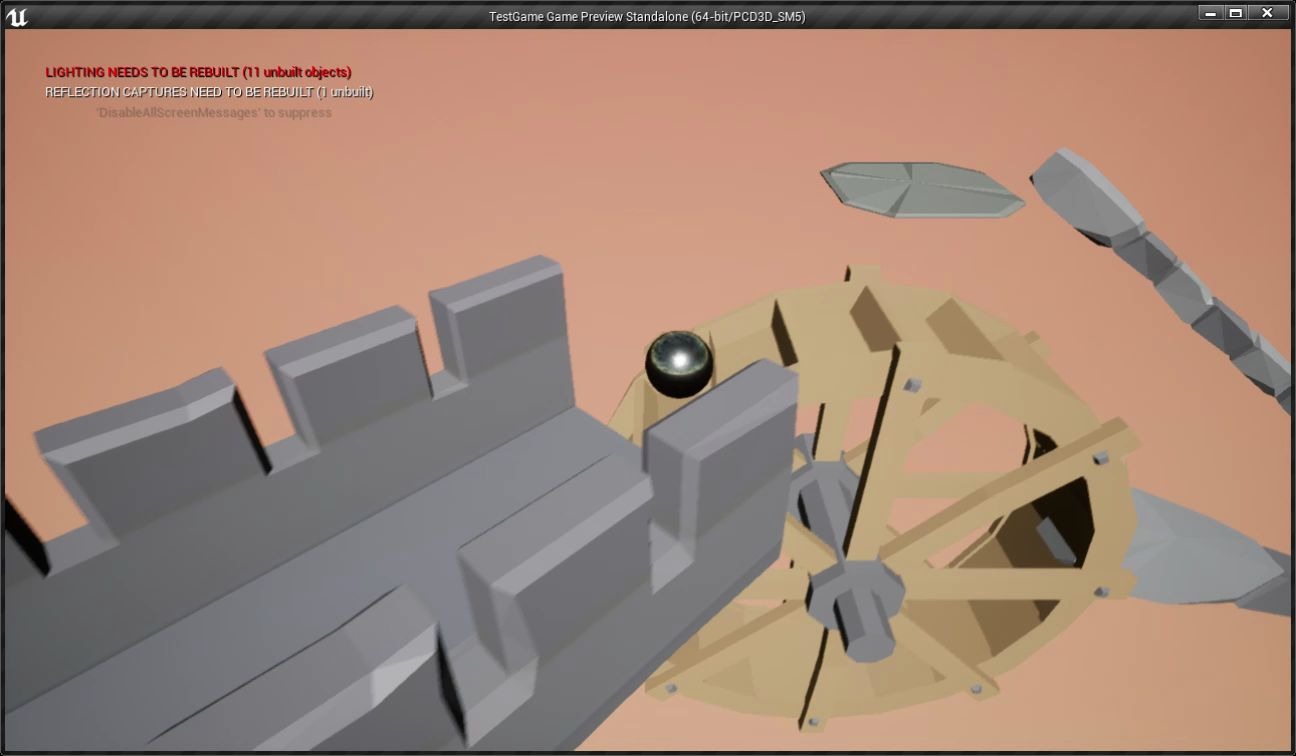 TestGame Game Preview Standalone (64-bit/PCD3D_SM5)
LIGHTING NEEDS TO BE REBUILT (11 unbuilt objects)
REFLECTION CAPTURES NEED TO BE REBUILT (1 unbuilt)
'DisableAllScreenMessages' to suppress